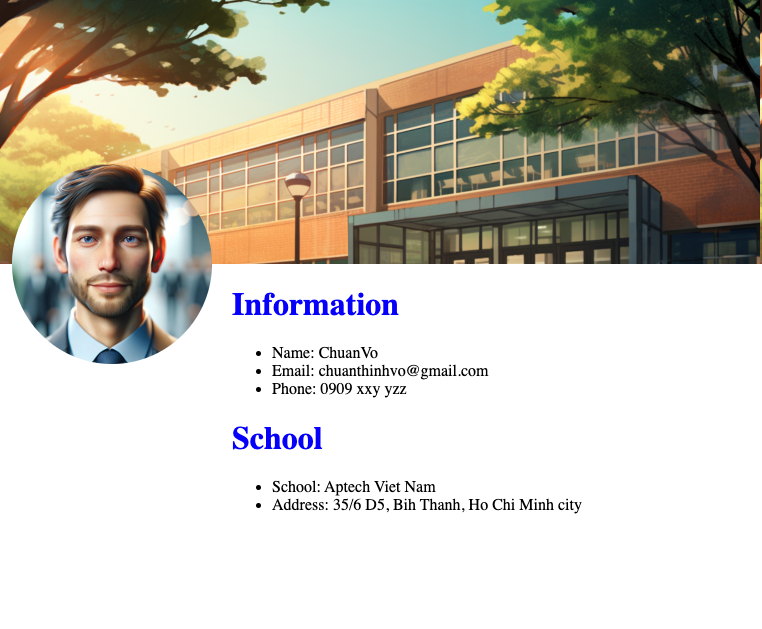 Information
Name: ChuanVo
Email: chuanthinhvo@gmail.com
Phone: 0909 xxy yzz
School
School: Aptech Viet Nam
Address: 35/6 D5, Bih Thanh, Ho Chi Minh city